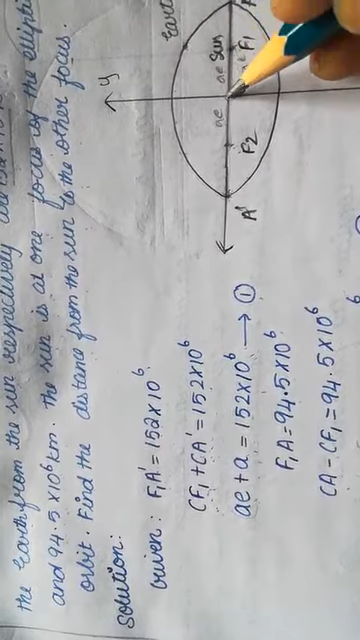 the Earth from the sun respectively are
and 94.5 X 10⁶ km. The sun is at one focus of the elliptic
orbit. Find the distance from the sun to the other focus.
Solution:
Given: F₁A' = 152 X 10⁶
CF₁ + CA' = 152 X 10⁶
ae + a = 152 X 10⁶ → ①
F₁A = 94.5 X 10⁶
CA - CF₁ = 94.5 X 10⁶
y
Earth
Sun
ae
ae
F₁
F₂
A'